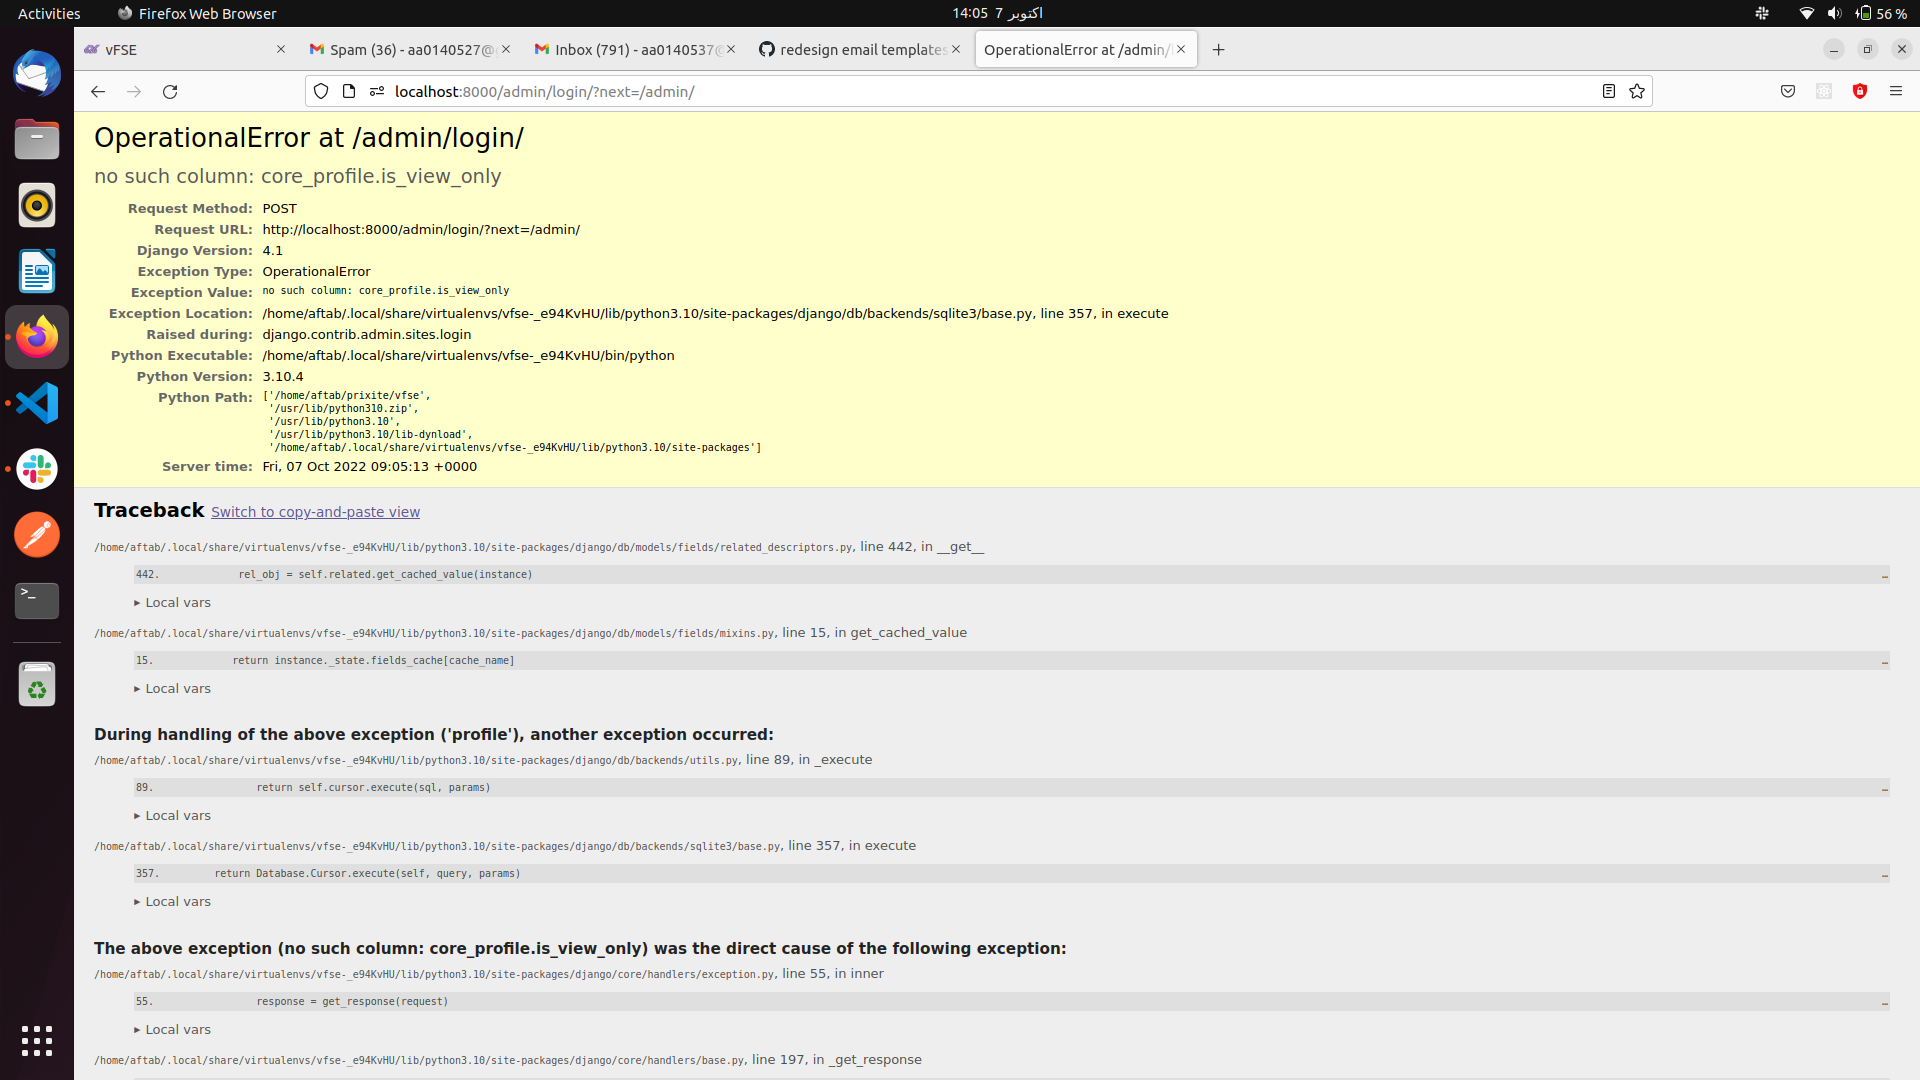 Activities
Firefox Web Browser
14:05 7 اکتوبر
56 %
vFSE
Spam (36) - aa0140527@
Inbox (791) - aa0140537@
redesign email templates
OperationalError at /admin/l
localhost:8000/admin/login/?next=/admin/
OperationalError at /admin/login/
no such column: core_profile.is_view_only
Request Method: POST
Request URL: http://localhost:8000/admin/login/?next=/admin/
Django Version: 4.1
Exception Type: OperationalError
Exception Value: no such column: core_profile.is_view_only
Exception Location: /home/aftab/.local/share/virtualenvs/vfse-_e94KvHU/lib/python3.10/site-packages/django/db/backends/sqlite3/base.py, line 357, in execute
Raised during: django.contrib.admin.sites.login
Python Executable: /home/aftab/.local/share/virtualenvs/vfse-_e94KvHU/bin/python
Python Version: 3.10.4
Python Path: ['/home/aftab/prixite/vfse',
'/usr/lib/python310.zip',
'/usr/lib/python3.10',
'/usr/lib/python3.10/lib-dynload',
'/home/aftab/.local/share/virtualenvs/vfse-_e94KvHU/lib/python3.10/site-packages']
Server time: Fri, 07 Oct 2022 09:05:13 +0000
Traceback Switch to copy-and-paste view
/home/aftab/.local/share/virtualenvs/vfse-_e94KvHU/lib/python3.10/site-packages/django/db/models/fields/related_descriptors.py, line 442, in __get__
442. rel_obj = self.related.get_cached_value(instance) …
▸ Local vars
/home/aftab/.local/share/virtualenvs/vfse-_e94KvHU/lib/python3.10/site-packages/django/db/models/fields/mixins.py, line 15, in get_cached_value
15. return instance._state.fields_cache[cache_name] …
▸ Local vars
During handling of the above exception ('profile'), another exception occurred:
/home/aftab/.local/share/virtualenvs/vfse-_e94KvHU/lib/python3.10/site-packages/django/db/backends/utils.py, line 89, in _execute
89. return self.cursor.execute(sql, params) …
▸ Local vars
/home/aftab/.local/share/virtualenvs/vfse-_e94KvHU/lib/python3.10/site-packages/django/db/backends/sqlite3/base.py, line 357, in execute
357. return Database.Cursor.execute(self, query, params) …
▸ Local vars
The above exception (no such column: core_profile.is_view_only) was the direct cause of the following exception:
/home/aftab/.local/share/virtualenvs/vfse-_e94KvHU/lib/python3.10/site-packages/django/core/handlers/exception.py, line 55, in inner
55. response = get_response(request) …
▸ Local vars
/home/aftab/.local/share/virtualenvs/vfse-_e94KvHU/lib/python3.10/site-packages/django/core/handlers/base.py, line 197, in _get_response